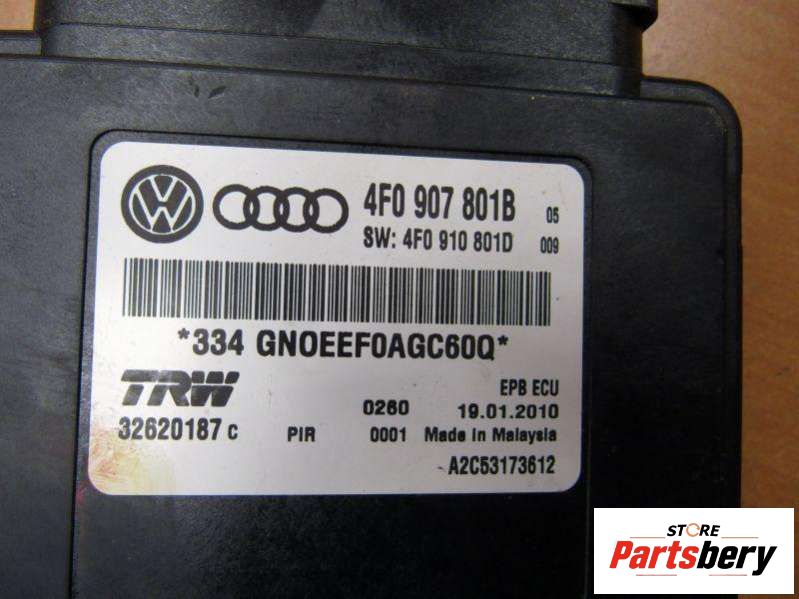 4F0 907 801B 05
SW: 4F0 910 801D 009
*334 GNOEEF0AGC60Q*
TRW EPB ECU
0260 19.01.2010
32620187 C PIR 0001 Made in Malaysia
A2C53173612
STORE
Partsbery